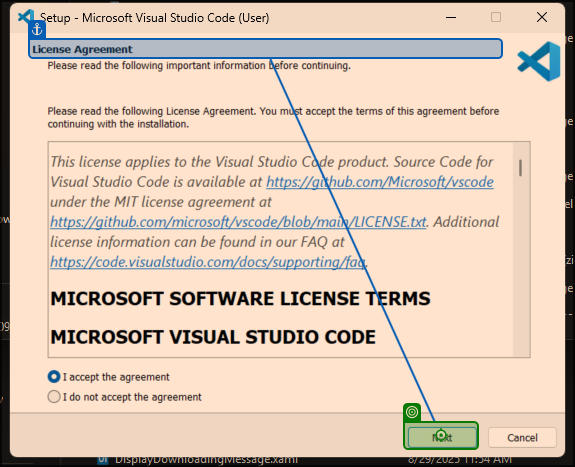 Setup - Microsoft Visual Studio Code (User)
License Agreement
Please read the following important information before continuing.
Please read the following License Agreement. You must accept the terms of this agreement before
continuing with the installation.
This license applies to the Visual Studio Code product. Source Code for
Visual Studio Code is available at https://github.com/Microsoft/vscode
under the MIT license agreement at
https://github.com/microsoft/vscode/blob/main/LICENSE.txt. Additional
license information can be found in our FAQ at
https://code.visualstudio.com/docs/supporting/faq.
MICROSOFT SOFTWARE LICENSE TERMS
MICROSOFT VISUAL STUDIO CODE
I accept the agreement
I do not accept the agreement
Next
Cancel
DisplayDownloadingMessage.xaml
8/29/2025 11:54 AM